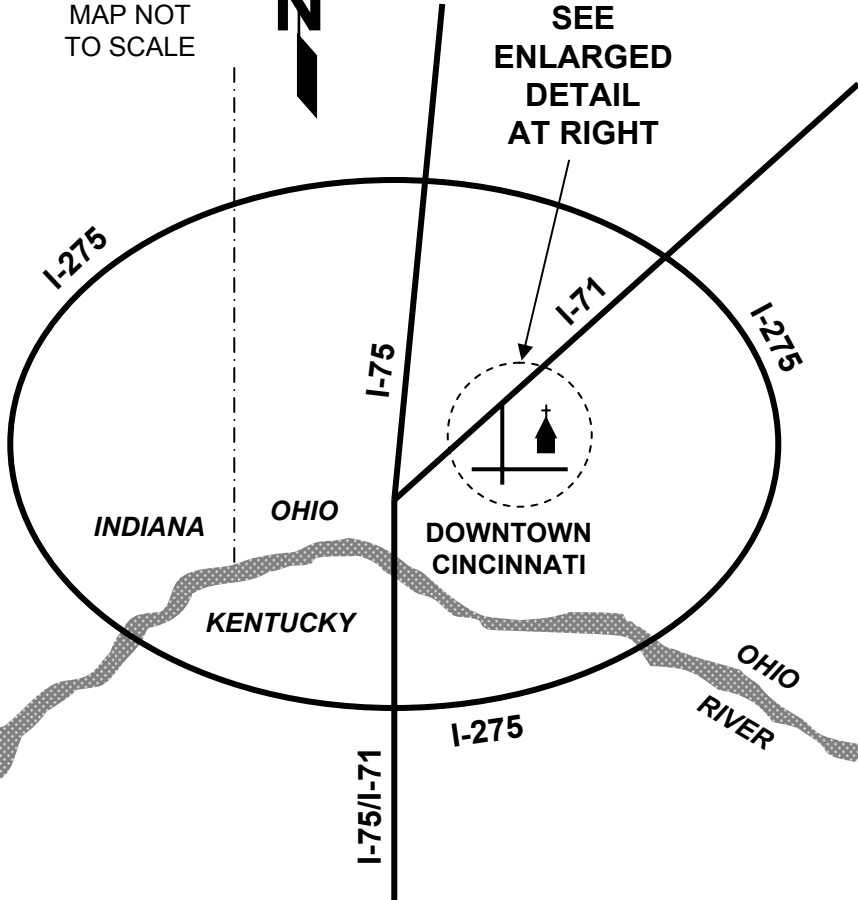 MAP NOT
TO SCALE
N
SEE
ENLARGED
DETAIL
AT RIGHT
I-275
I-71
I-275
I-75
INDIANA
OHIO
DOWNTOWN
CINCINNATI
KENTUCKY
OHIO
RIVER
I-275
I-75/I-71